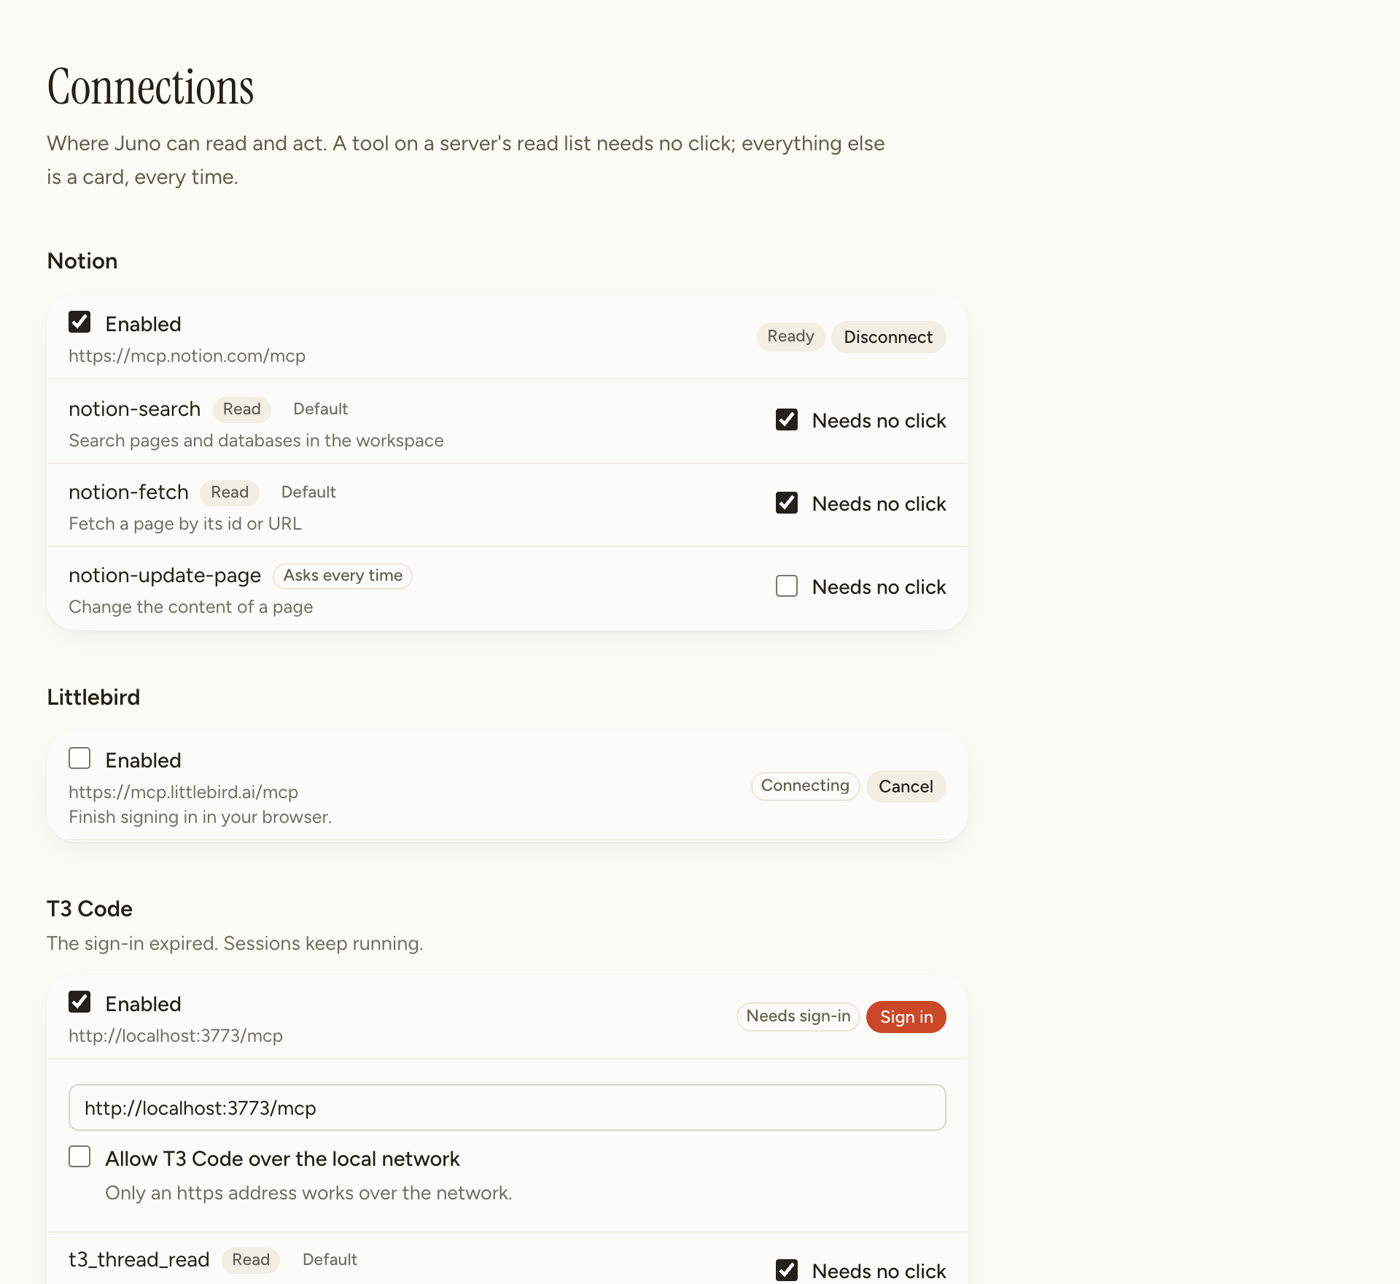 Connections
Where Juno can read and act. A tool on a server's read list needs no click; everything else
is a card, every time.
Notion
Enabled
https://mcp.notion.com/mcp
Ready
Disconnect
notion-search Read Default
Search pages and databases in the workspace
Needs no click
notion-fetch Read Default
Fetch a page by its id or URL
Needs no click
notion-update-page Asks every time
Change the content of a page
Needs no click
Littlebird
Enabled
https://mcp.littlebird.ai/mcp
Finish signing in in your browser.
Connecting
Cancel
T3 Code
The sign-in expired. Sessions keep running.
Enabled
http://localhost:3773/mcp
Needs sign-in
Sign in
http://localhost:3773/mcp
Allow T3 Code over the local network
Only an https address works over the network.
t3_thread_read Read Default
Needs no click